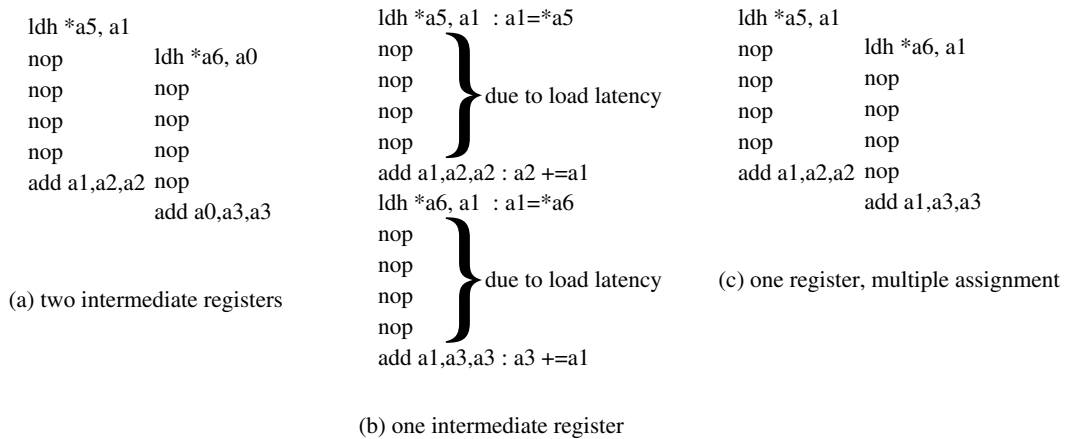 ldh *a5, a1
nop
nop
nop
nop
add a1,a2,a2
ldh *a6, a0
nop
nop
nop
nop
add a0,a3,a3
(a) two intermediate registers
ldh *a5, a1 : a1=*a5
nop
nop
nop
nop
due to load latency
add a1,a2,a2 : a2 +=a1
ldh *a6, a1 : a1=*a6
nop
nop
nop
nop
due to load latency
add a1,a3,a3 : a3 +=a1
(b) one intermediate register
ldh *a5, a1
nop
nop
nop
nop
add a1,a2,a2
ldh *a6, a1
nop
nop
nop
nop
add a1,a3,a3
(c) one register, multiple assignment